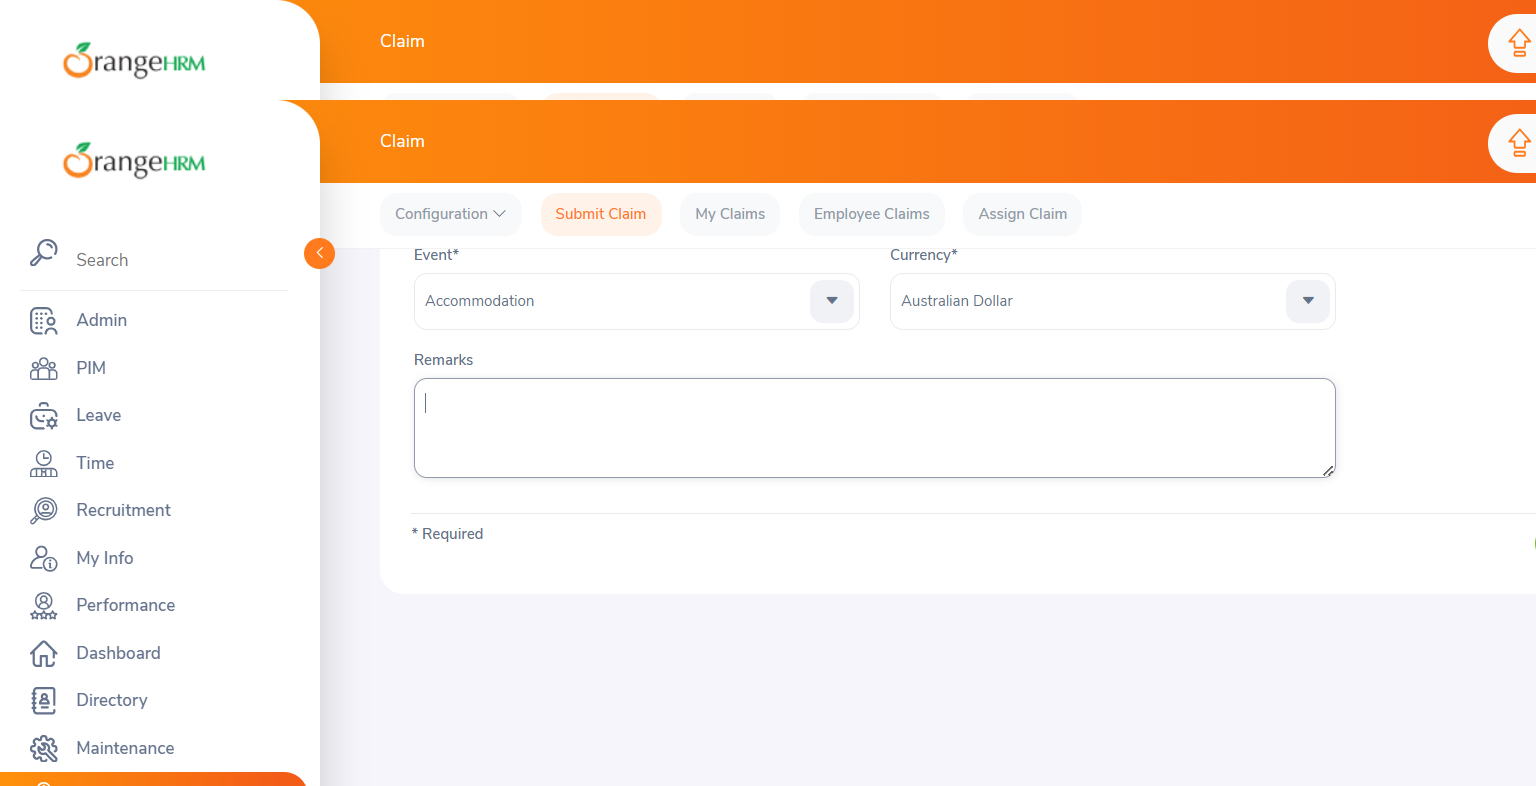 OrangeHRM
Claim
OrangeHRM
Claim
Configuration
Submit Claim
My Claims
Employee Claims
Assign Claim
Search
Admin
PIM
Leave
Time
Recruitment
My Info
Performance
Dashboard
Directory
Maintenance
Event*
Currency*
Accommodation
Australian Dollar
Remarks
* Required